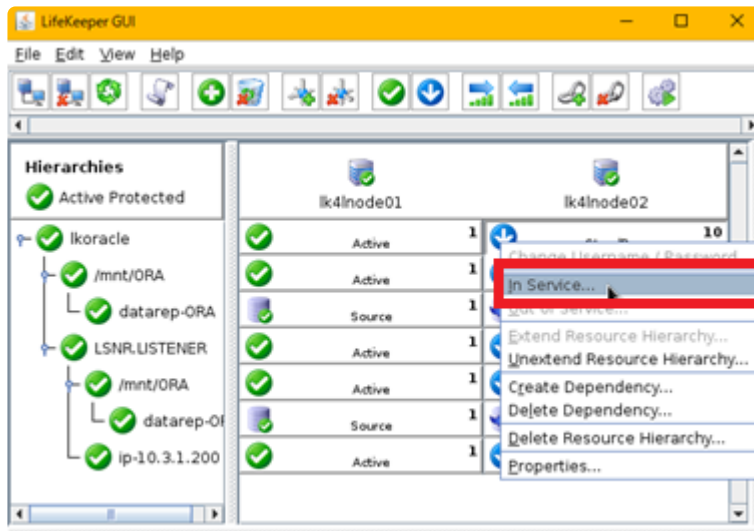 LifeKeeper GUI
File Edit View Help
Hierarchies
Active Protected
lk4lnode01
lk4lnode02
lkoracle
Active
1
10
Change Username / Password
/mnt/ORA
Active
1
In Service...
datarep-ORA
Source
1
Out of Service...
Extend Resource Hierarchy...
LSNR.LISTENER
Active
1
Unextend Resource Hierarchy...
/mnt/ORA
Active
1
Create Dependency...
Delete Dependency...
datarep-OR
Source
1
Delete Resource Hierarchy...
ip-10.3.1.200
Active
1
Properties...